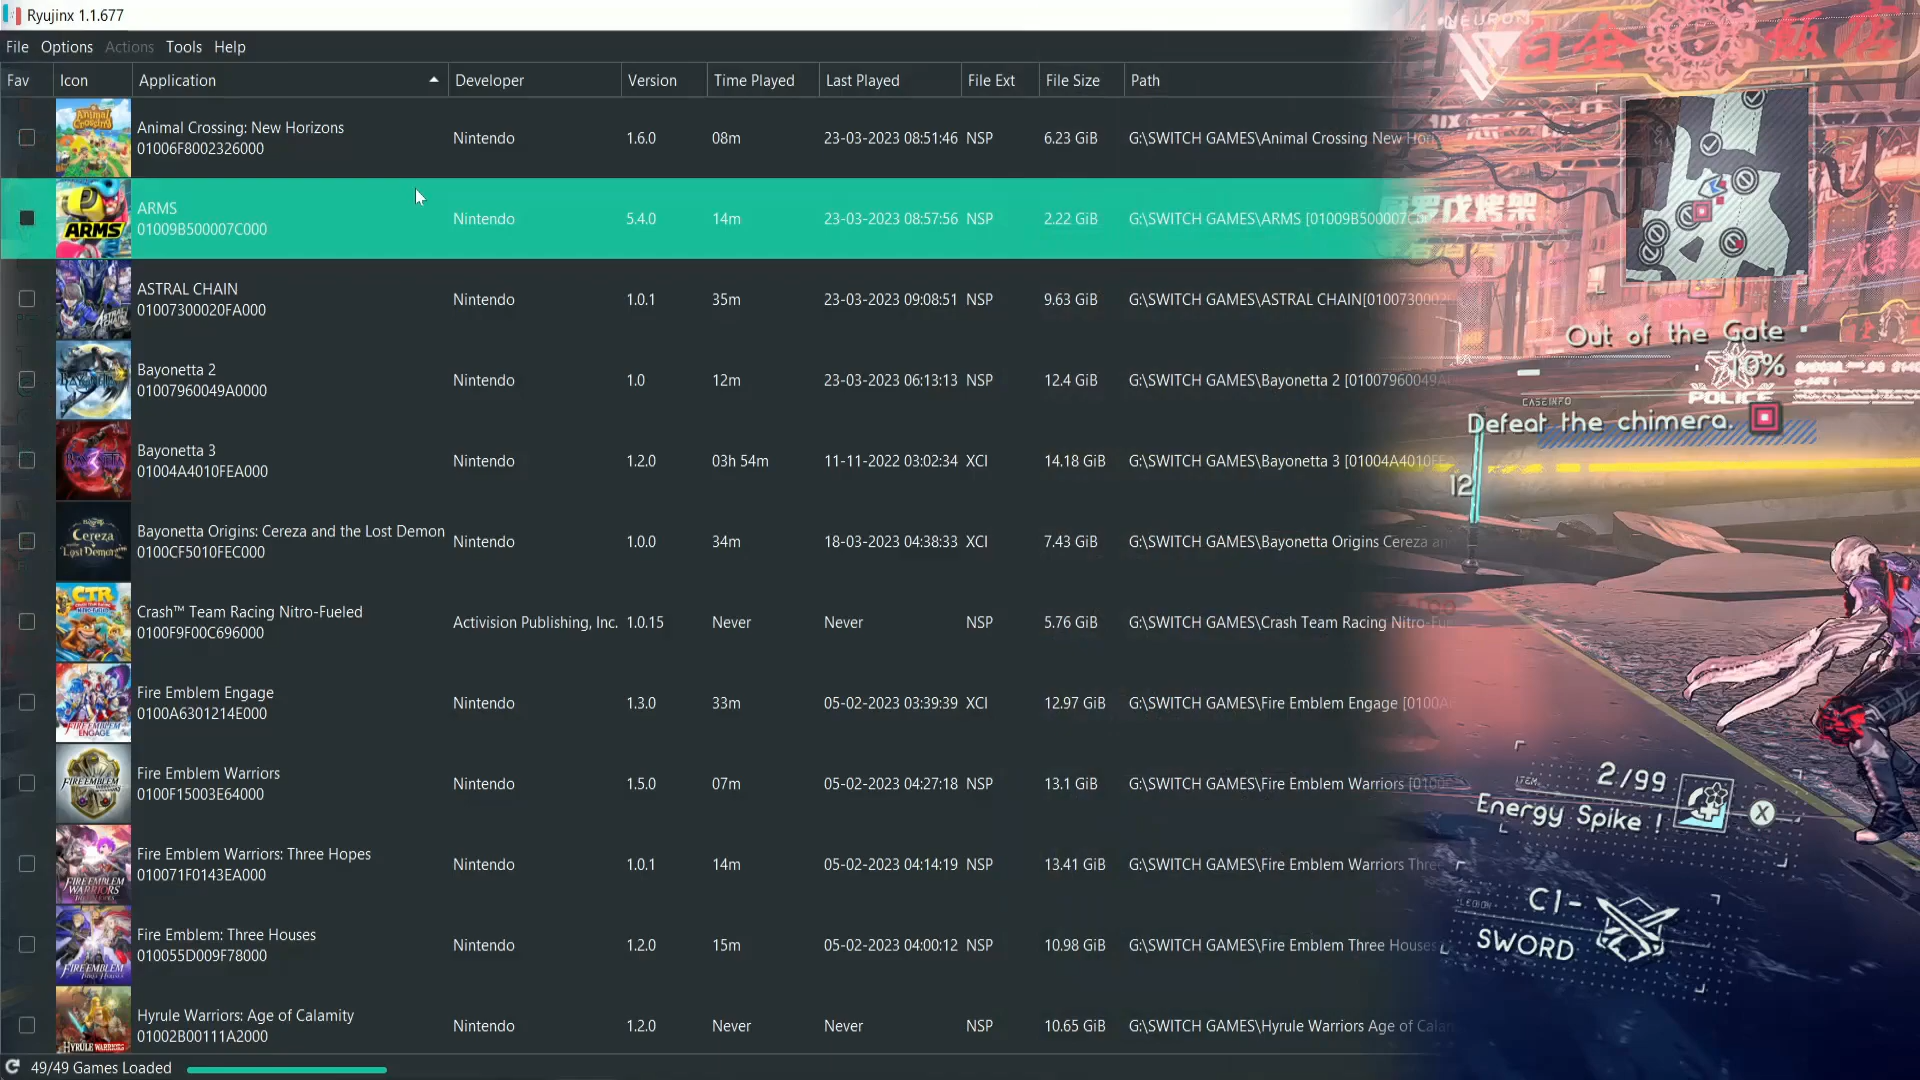 Ryujinx 1.1.677
File Options Actions Tools Help
Fav Icon Application Developer Version Time Played Last Played File Ext File Size Path
Animal Crossing: New Horizons
01006F8002326000
Nintendo 1.6.0 08m 23-03-2023 08:51:46 NSP 6.23 GiB G:\SWITCH GAMES\Animal Crossing New Hori
ARMS
01009B500007C000
Nintendo 5.4.0 14m 23-03-2023 08:57:56 NSP 2.22 GiB G:\SWITCH GAMES\ARMS [01009B500007C0
ASTRAL CHAIN
01007300020FA000
Nintendo 1.0.1 35m 23-03-2023 09:08:51 NSP 9.63 GiB G:\SWITCH GAMES\ASTRAL CHAIN[010073000
Bayonetta 2
01007960049A0000
Nintendo 1.0 12m 23-03-2023 06:13:13 NSP 12.4 GiB G:\SWITCH GAMES\Bayonetta 2 [01007960049A
Bayonetta 3
01004A4010FEA000
Nintendo 1.2.0 03h 54m 11-11-2022 03:02:34 XCI 14.18 GiB G:\SWITCH GAMES\Bayonetta 3 [01004A4010FE
Bayonetta Origins: Cereza and the Lost Demon
0100CF5010FEC000
Nintendo 1.0.0 34m 18-03-2023 04:38:33 XCI 7.43 GiB G:\SWITCH GAMES\Bayonetta Origins Cereza an
Crash™ Team Racing Nitro-Fueled
0100F9F00C696000
Activision Publishing, Inc. 1.0.15 Never Never NSP 5.76 GiB G:\SWITCH GAMES\Crash Team Racing Nitro-Fue
Fire Emblem Engage
0100A6301214E000
Nintendo 1.3.0 33m 05-02-2023 03:39:39 XCI 12.97 GiB G:\SWITCH GAMES\Fire Emblem Engage [0100A6
Fire Emblem Warriors
0100F15003E64000
Nintendo 1.5.0 07m 05-02-2023 04:27:18 NSP 13.1 GiB G:\SWITCH GAMES\Fire Emblem Warriors [0100
Fire Emblem Warriors: Three Hopes
010071F0143EA000
Nintendo 1.0.1 14m 05-02-2023 04:14:19 NSP 13.41 GiB G:\SWITCH GAMES\Fire Emblem Warriors Thre
Fire Emblem: Three Houses
010055D009F78000
Nintendo 1.2.0 15m 05-02-2023 04:00:12 NSP 10.98 GiB G:\SWITCH GAMES\Fire Emblem Three Houses
Hyrule Warriors: Age of Calamity
01002B00111A2000
Nintendo 1.2.0 Never Never NSP 10.65 GiB G:\SWITCH GAMES\Hyrule Warriors Age of Calam
49/49 Games Loaded
NEURON
白金 飯店
Out of the Gate
0%
POLICE
CASEINFO
Defeat the chimera.
12
ITEM
2/99
Energy Spike ! X
LEGION
C1-
SWORD